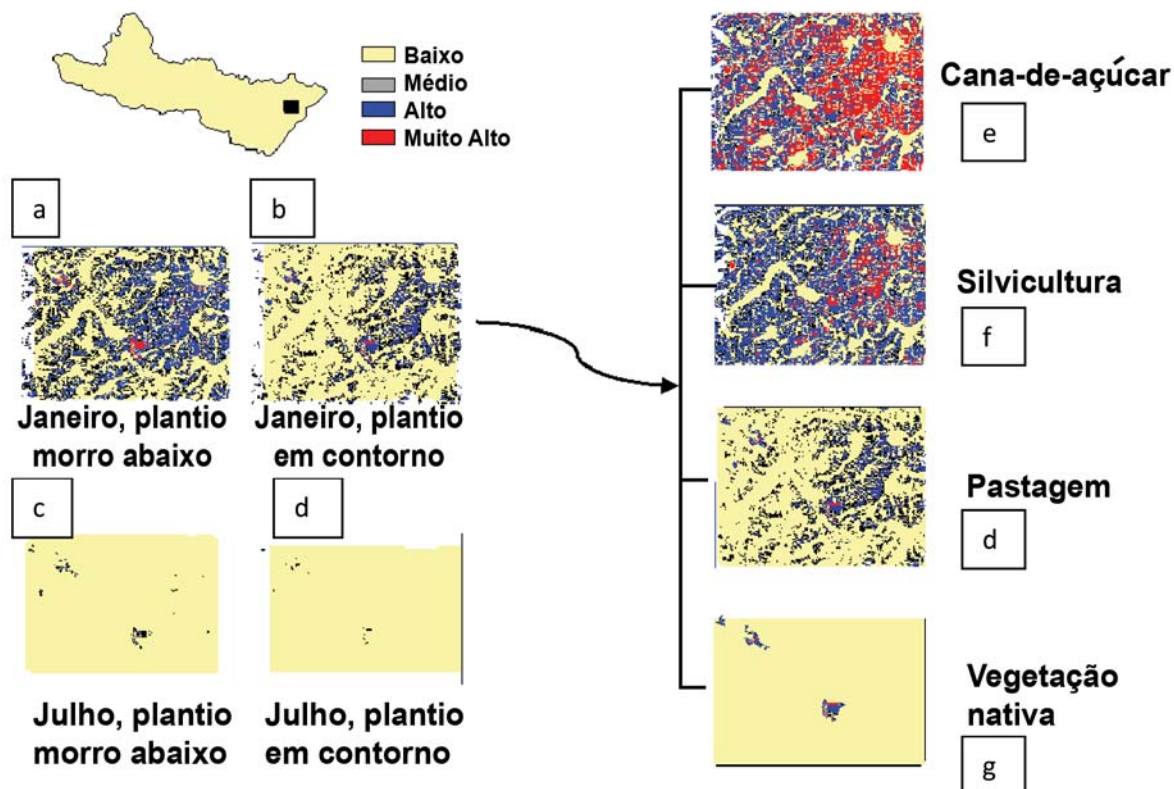 Baixo
Médio
Alto
Muito Alto
a
b
Janeiro, plantio
morro abaixo
Janeiro, plantio
em contorno
c
d
Julho, plantio
morro abaixo
Julho, plantio
em contorno
Cana-de-açúcar
e
Silvicultura
f
Pastagem
d
Vegetação
nativa
g